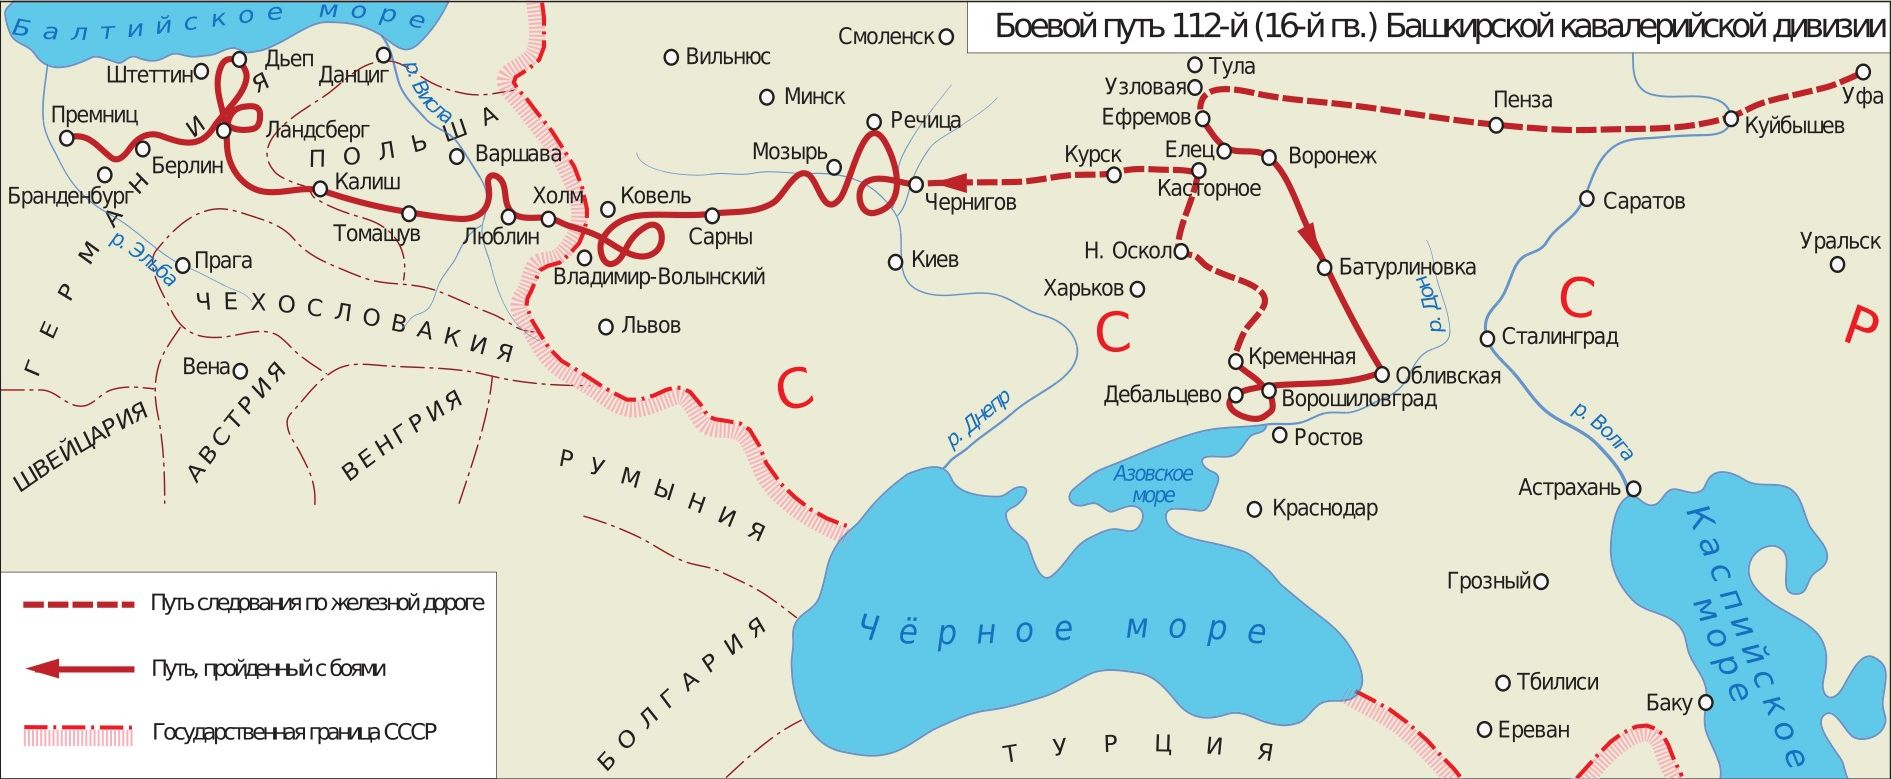 Боевой путь 112-й (16-й гв.) Башкирской кавалерийской дивизии
Балтийское море
Смоленск
Вильнюс
Тула
Дьеп
Штеттин
Данциг
р. Висла
Минск
Узловая
Пенза
Уфа
Премниц
Ландсберг
ПОЛЬША
Речица
Ефремов
Куйбышев
Берлин
Варшава
Мозырь
Курск
Елец
Воронеж
Бранденбург
Калиш
Холм
Ковель
Чернигов
Касторное
Саратов
Томашув
Люблин
Сарны
р. Эльба
Прага
Владимир-Волынский
Киев
Н. Оскол
Батурлиновка
Уральск
ГЕРМАНИЯ
ЧЕХОСЛОВАКИЯ
Харьков
р. Дон
С
С
С
Р
Львов
Сталинград
Вена
Кременная
Обливская
Дебальцево
Ворошиловград
ШВЕЙЦАРИЯ
АВСТРИЯ
ВЕНГРИЯ
р. Днепр
Ростов
р. Волга
РУМЫНИЯ
Азовское
море
Краснодар
Астрахань
Каспийское
море
Грозный
Чёрное море
БОЛГАРИЯ
Тбилиси
Баку
Ереван
ТУРЦИЯ
Путь следования по железной дороге
Путь, пройденный с боями
Государственная граница СССР